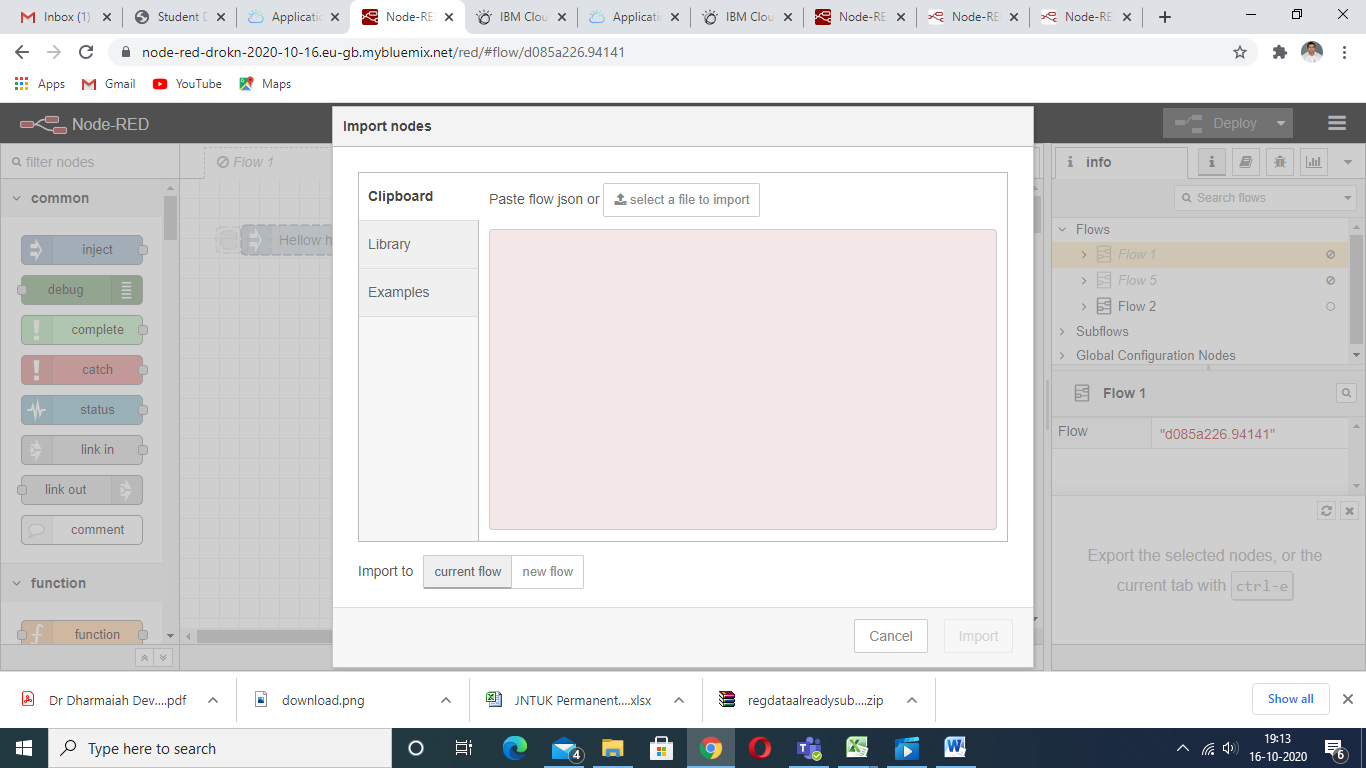 Inbox (1)
Student D
Applicatio
Node-RE
IBM Clou
Applicatio
IBM Clou
Node-RE
Node-RE
Node-RE
node-red-drokn-2020-10-16.eu-gb.mybluemix.net/red/#flow/d085a226.94141
Apps
Gmail
YouTube
Maps
Node-RED
Import nodes
Deploy
filter nodes
Flow 1
info
common
Clipboard
Paste flow json or
select a file to import
Search flows
Flows
inject
Hellow h
Library
Flow 1
debug
Examples
Flow 5
complete
Flow 2
Subflows
catch
Global Configuration Nodes
status
Flow 1
link in
Flow
"d085a226.94141"
link out
comment
Export the selected nodes, or the
current tab with ctrl-e
Import to
current flow
new flow
function
function
Cancel
Import
Dr Dharmaiah Dev....pdf
download.png
JNTUK Permanent....xlsx
regdataalreadysub....zip
Show all
Type here to search
4
19:13
16-10-2020
6